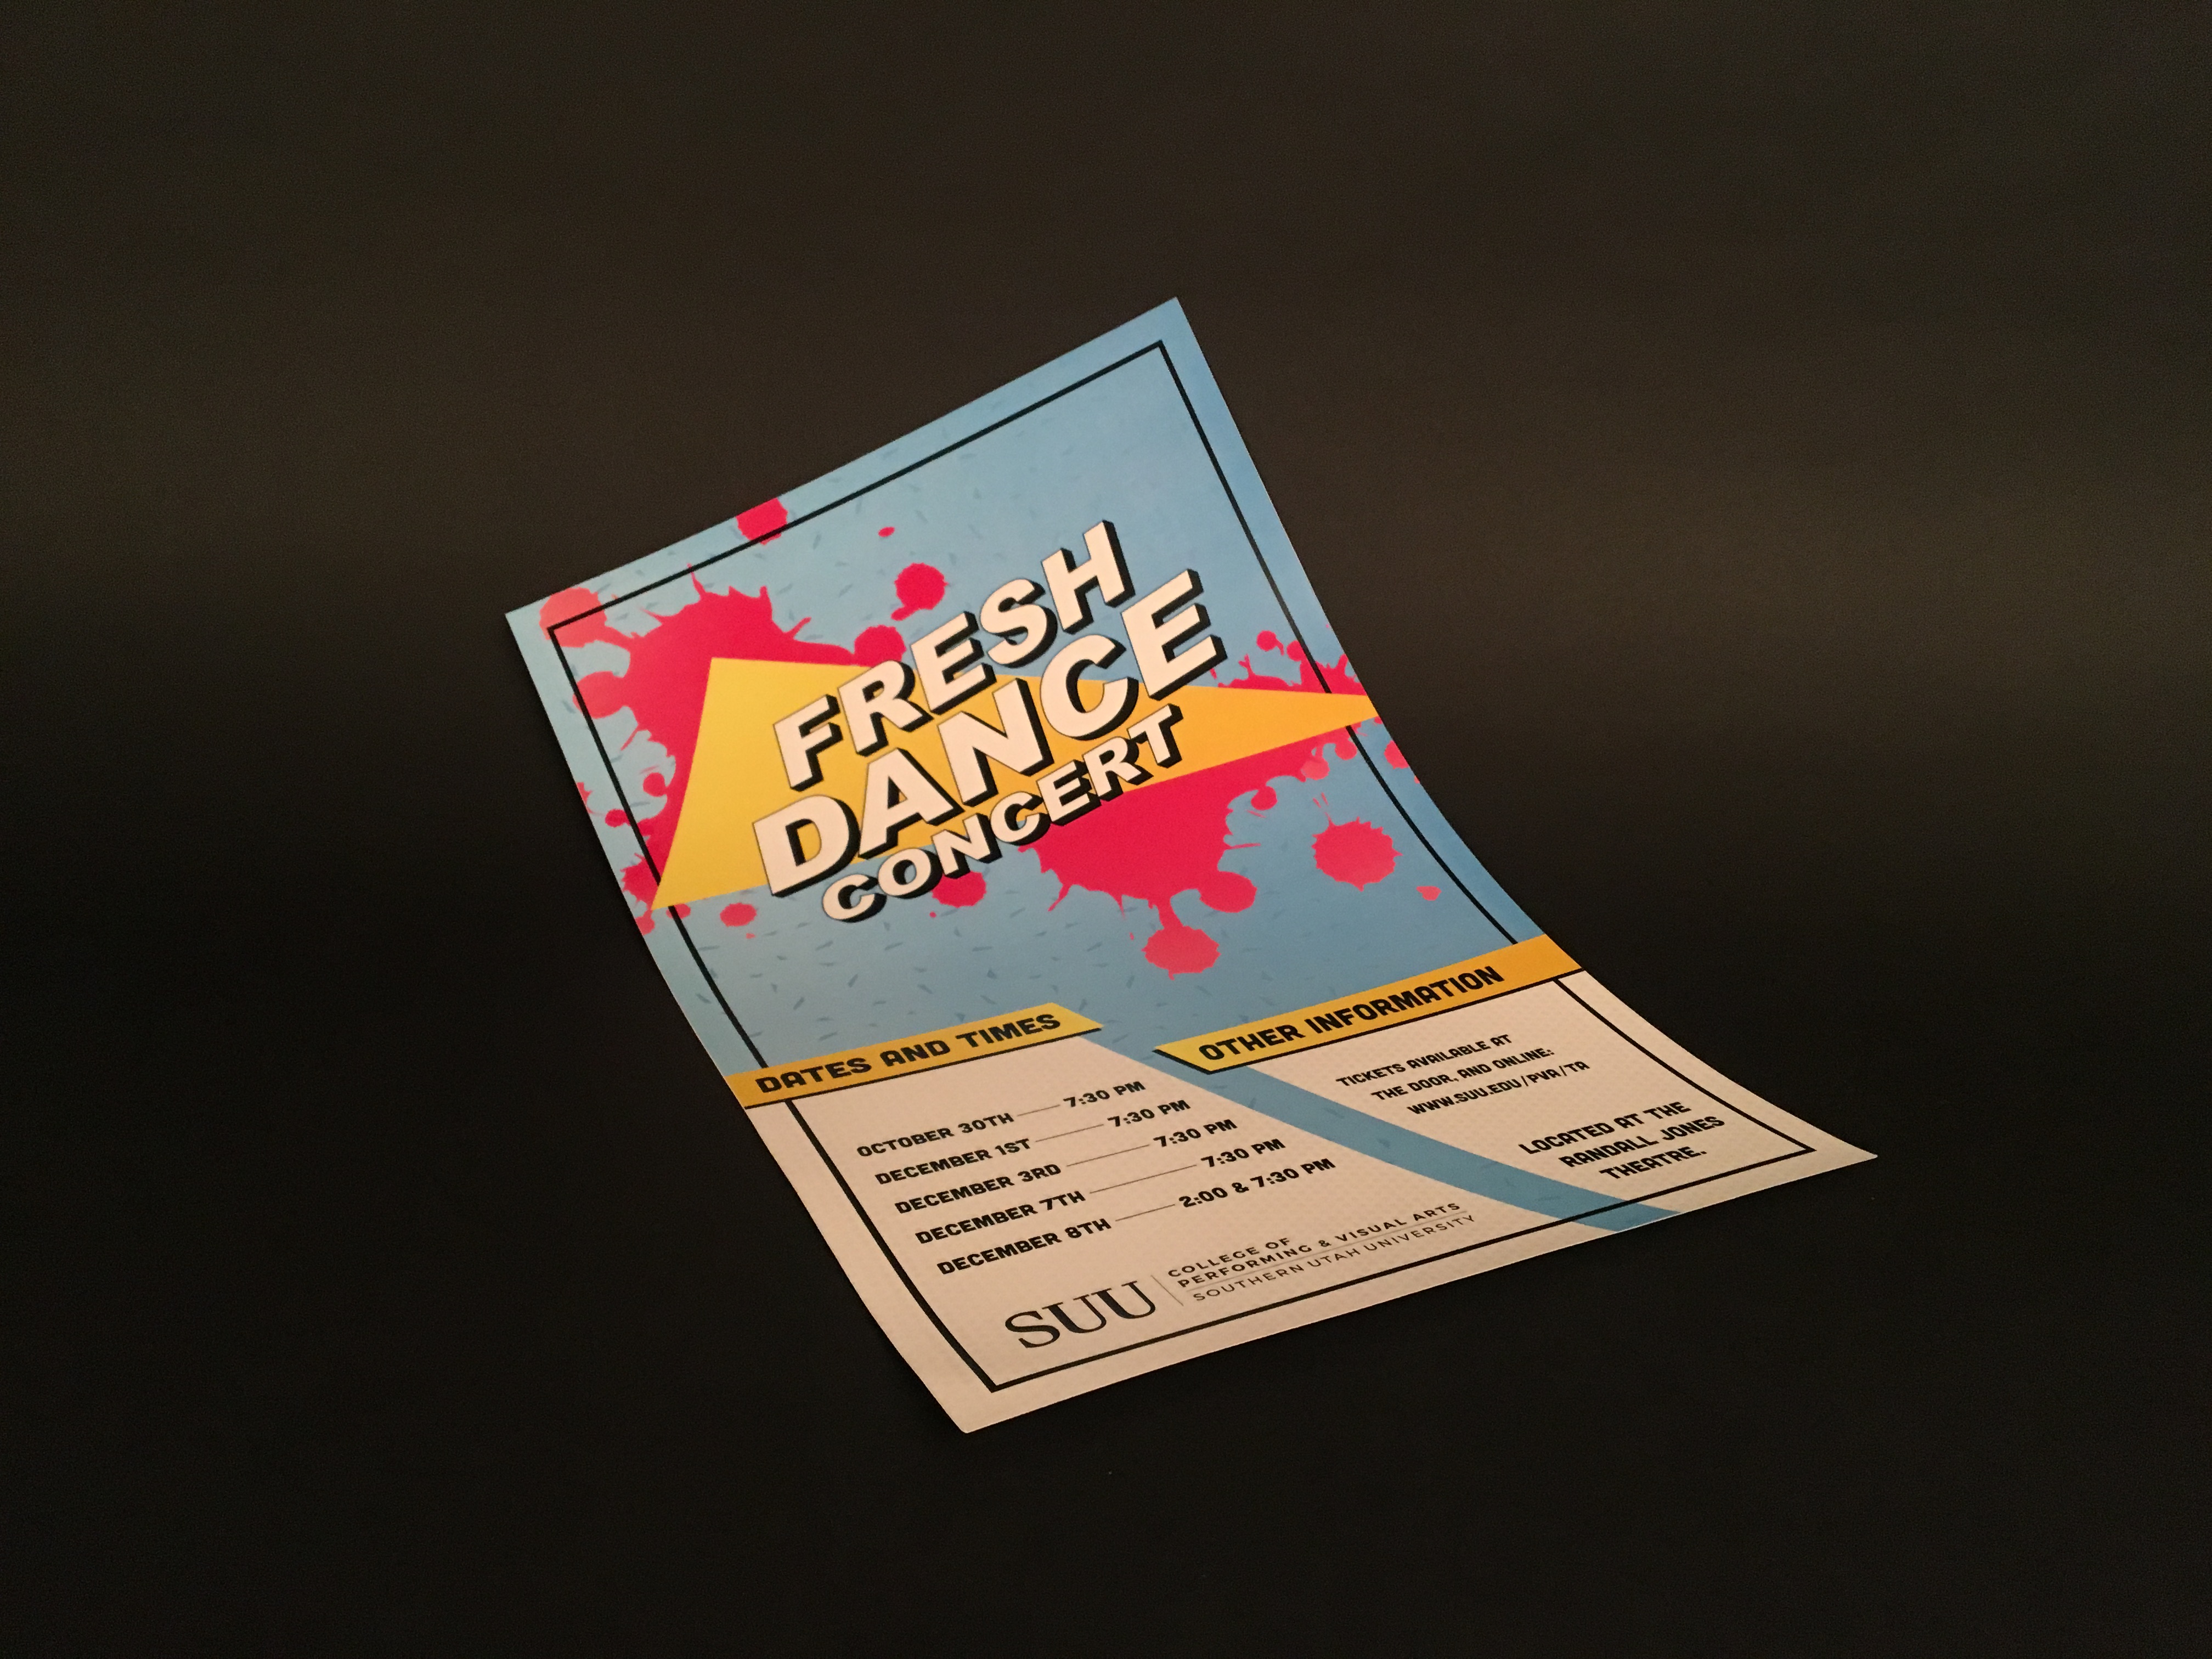 FRESH
DANCE
CONCERT
DATES AND TIMES
OCTOBER 30TH 7:30 PM
DECEMBER 1ST 7:30 PM
DECEMBER 3RD 7:30 PM
DECEMBER 7TH 7:30 PM
DECEMBER 8TH 2:00 & 7:30 PM
SUU
COLLEGE OF
PERFORMING & VISUAL ARTS
SOUTHERN UTAH UNIVERSITY
OTHER INFORMATION
TICKETS AVAILABLE AT
THE DOOR, AND ONLINE:
WWW.SUU.EDU/PVA/TA
LOCATED AT THE
RANDALL JONES
THEATRE.